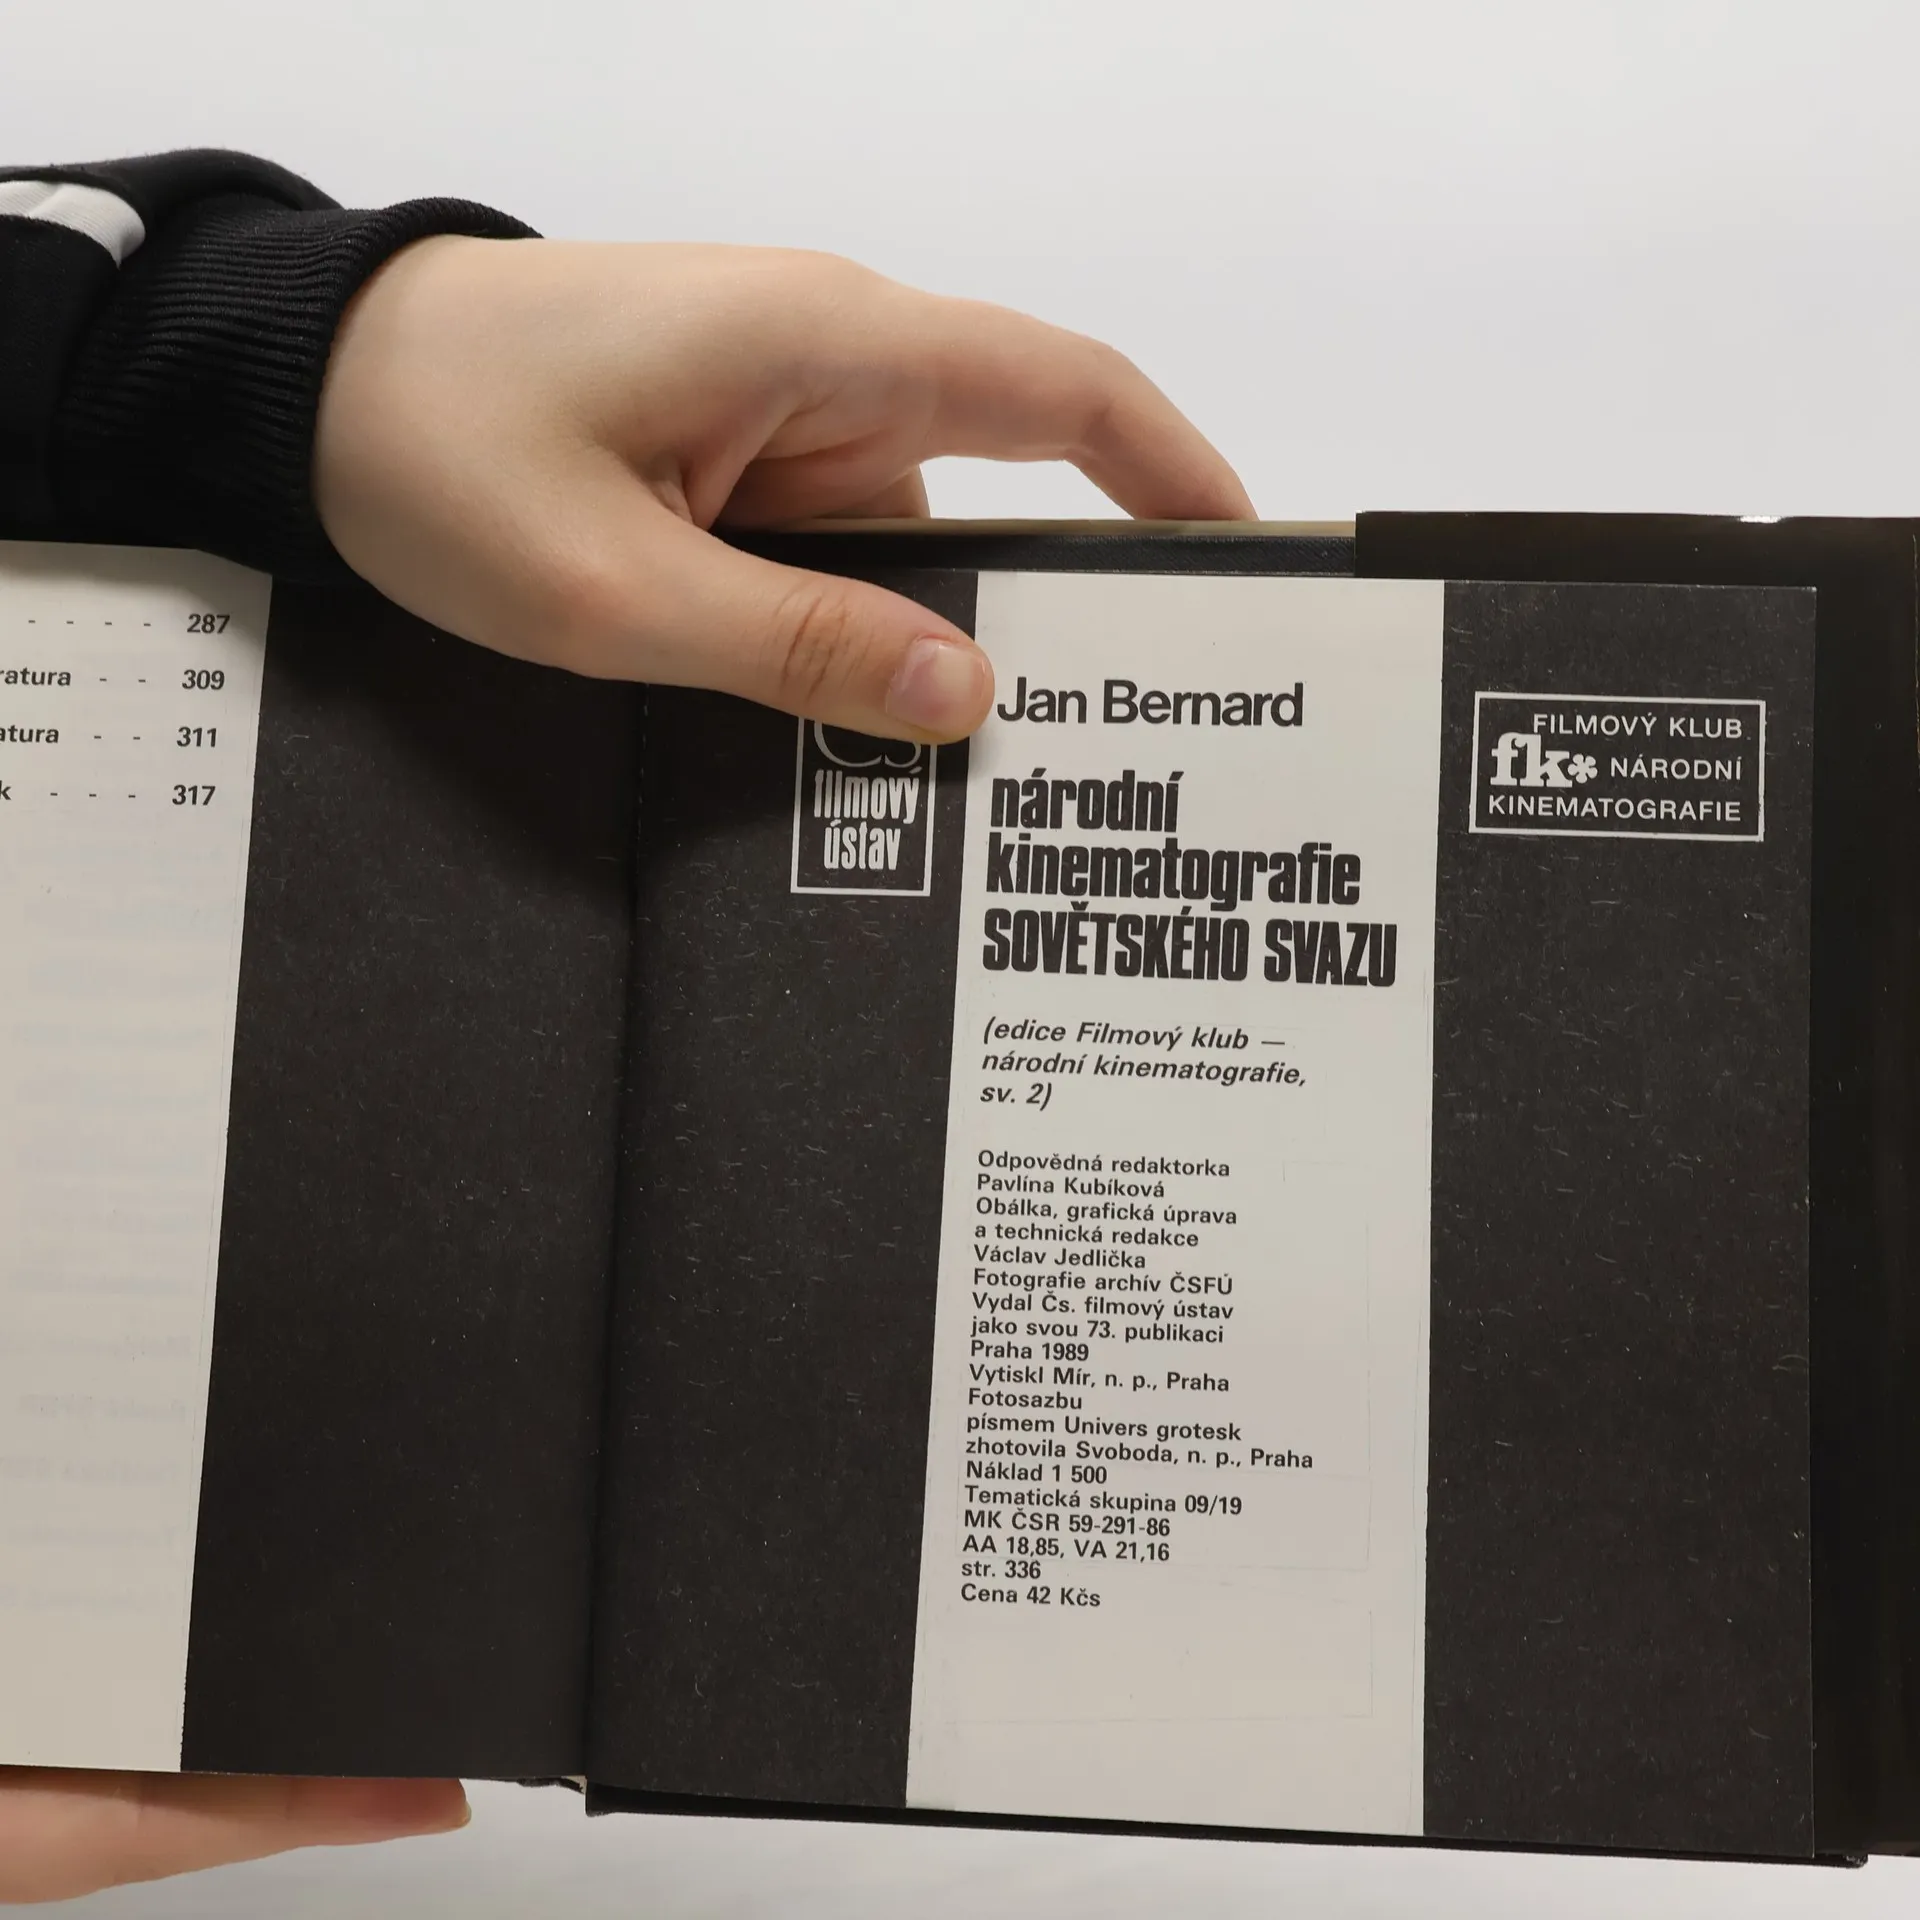 - - - - 287
ratura - - 309
atura - - 311
k - - - 317
čs
filmový
ústav
Jan Bernard
národní
kinematografie
SOVĚTSKÉHO SVAZU
(edice Filmový klub —
národní kinematografie,
sv. 2)
Odpovědná redaktorka
Pavlína Kubíková
Obálka, grafická úprava
a technická redakce
Václav Jedlička
Fotografie archív ČSFÚ
Vydal Čs. filmový ústav
jako svou 73. publikaci
Praha 1989
Vytiskl Mír, n. p., Praha
Fotosazbu
písmem Univers grotesk
zhotovila Svoboda, n. p., Praha
Náklad 1 500
Tematická skupina 09/19
MK ČSR 59-291-86
AA 18,85, VA 21,16
str. 336
Cena 42 Kčs
FILMOVÝ KLUB
fk* NÁRODNÍ
KINEMATOGRAFIE